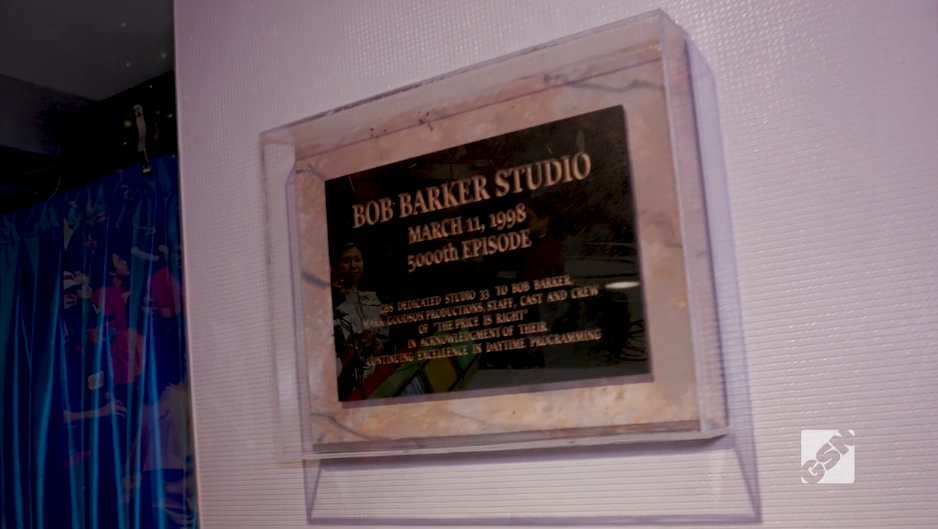 BOB BARKER STUDIO
MARCH 11, 1998
5000th EPISODE
CBS DEDICATED STUDIO 33 TO BOB BARKER,
MARK GOODSON PRODUCTIONS, STAFF, CAST AND CREW
OF "THE PRICE IS RIGHT"
IN ACKNOWLEDGMENT OF THEIR
CONTINUING EXCELLENCE IN DAYTIME PROGRAMMING
GSN